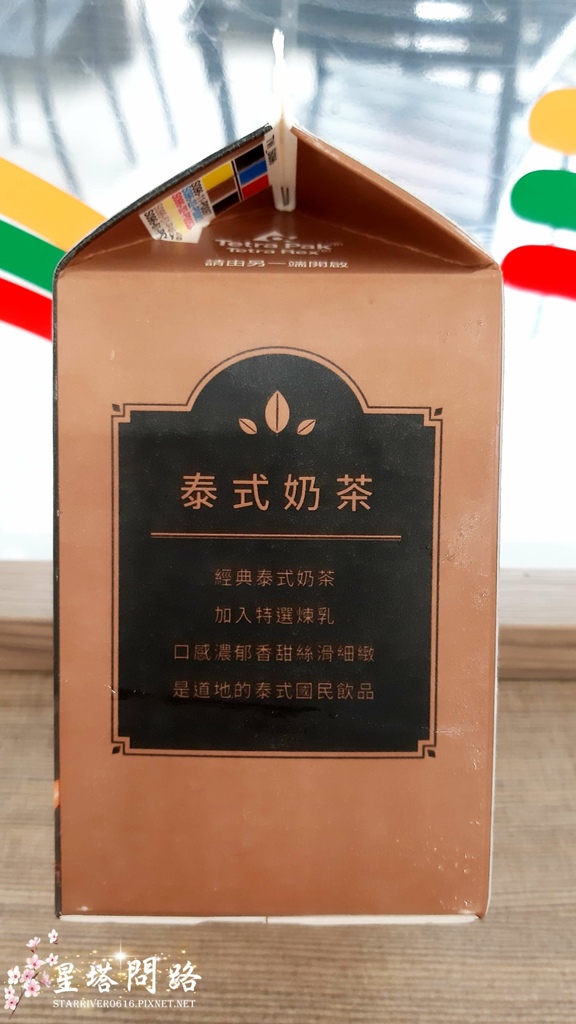 Tetra Pak®
Tetra Rex®
請由另一端開啟
泰式奶茶
經典泰式奶茶
加入特選煉乳
口感濃郁香甜絲滑細緻
是道地的泰式國民飲品
星塔問路
STARRIVER0616.PIXNET.NET